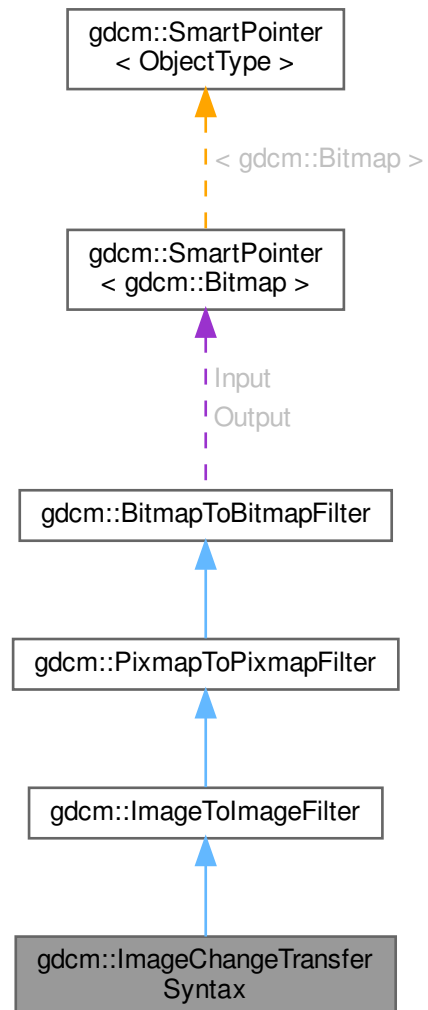 gdcm::SmartPointer
< ObjectType >
< gdcm::Bitmap >
gdcm::SmartPointer
< gdcm::Bitmap >
Input
Output
gdcm::BitmapToBitmapFilter
gdcm::PixmapToPixmapFilter
gdcm::ImageToImageFilter
gdcm::ImageChangeTransfer
Syntax